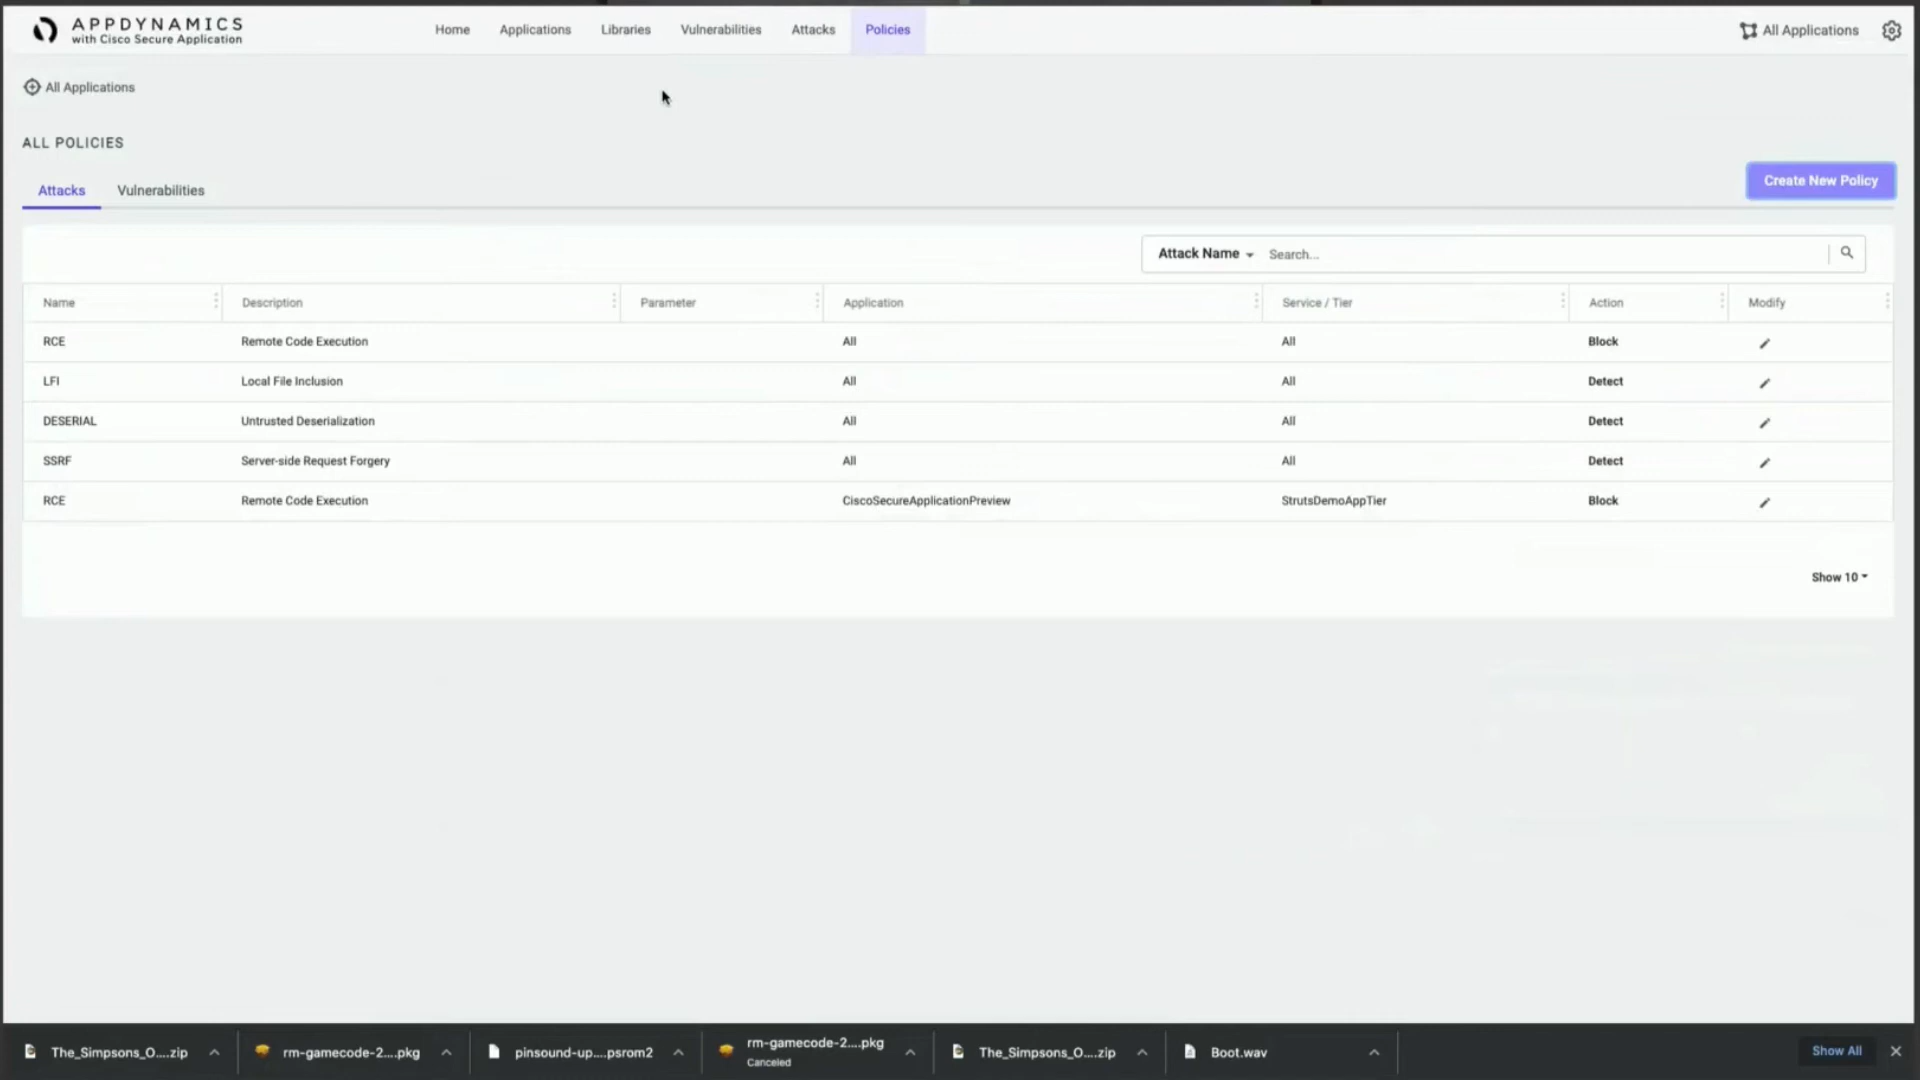 APPDYNAMICS
with Cisco Secure Application
Home Applications Libraries Vulnerabilities Attacks Policies
All Applications
All Applications
ALL POLICIES
Attacks Vulnerabilities
Create New Policy
Attack Name Search...
Name Description Parameter Application Service / Tier Action Modify
RCE Remote Code Execution All All Block
LFI Local File Inclusion All All Detect
DESERIAL Untrusted Deserialization All All Detect
SSRF Server-side Request Forgery All All Detect
RCE Remote Code Execution CiscoSecureApplicationPreview StrutsDemoAppTier Block
Show 10
The_Simpsons_O....zip rm-gamecode-2....pkg pinsound-up....psrom2 rm-gamecode-2....pkg The_Simpsons_O....zip Boot.wav Show All
Canceled